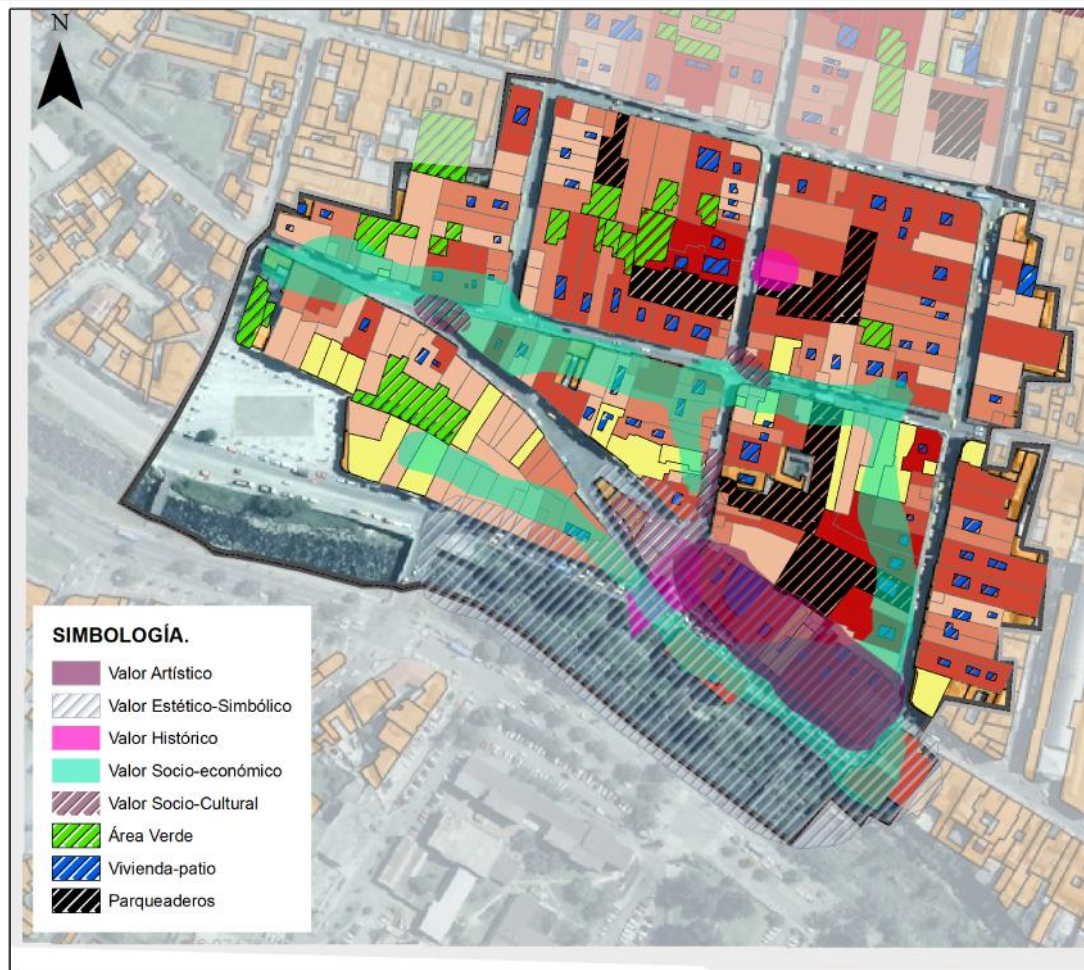 N
SIMBOLOGÍA.
Valor Artístico
Valor Estético-Simbólico
Valor Histórico
Valor Socio-económico
Valor Socio-Cultural
Área Verde
Vivienda-patio
Parqueaderos